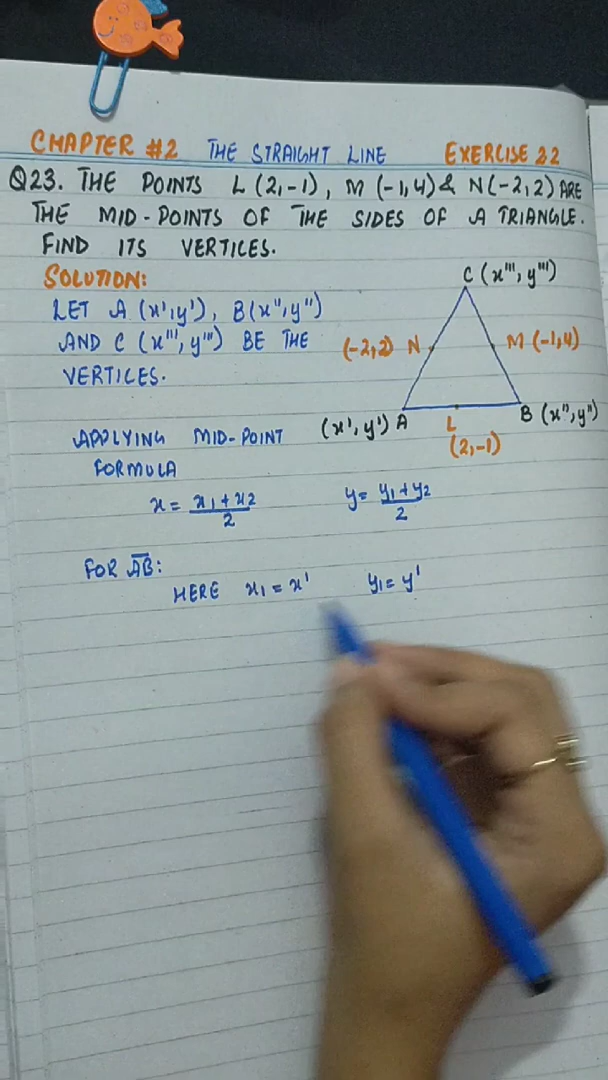 CHAPTER #2 THE STRAIGHT LINE EXERCISE 2.2
Q23. THE POINTS L (2,-1), M (-1,4) & N(-2,2) ARE
THE MID-POINTS OF THE SIDES OF A TRIANGLE.
FIND ITS VERTICES.
SOLUTION:
LET A (x',y'), B(x'',y'')
AND C (x''',y''') BE THE
VERTICES.
C (x''',y''')
(-2,2) N
M (-1,4)
(x',y') A
B (x'',y'')
L
(2,-1)
APPLYING MID-POINT
FORMULA
x = x₁+x₂/2 y = y₁+y₂/2
FOR A̅B̅:
HERE x₁ = x' y₁ = y'